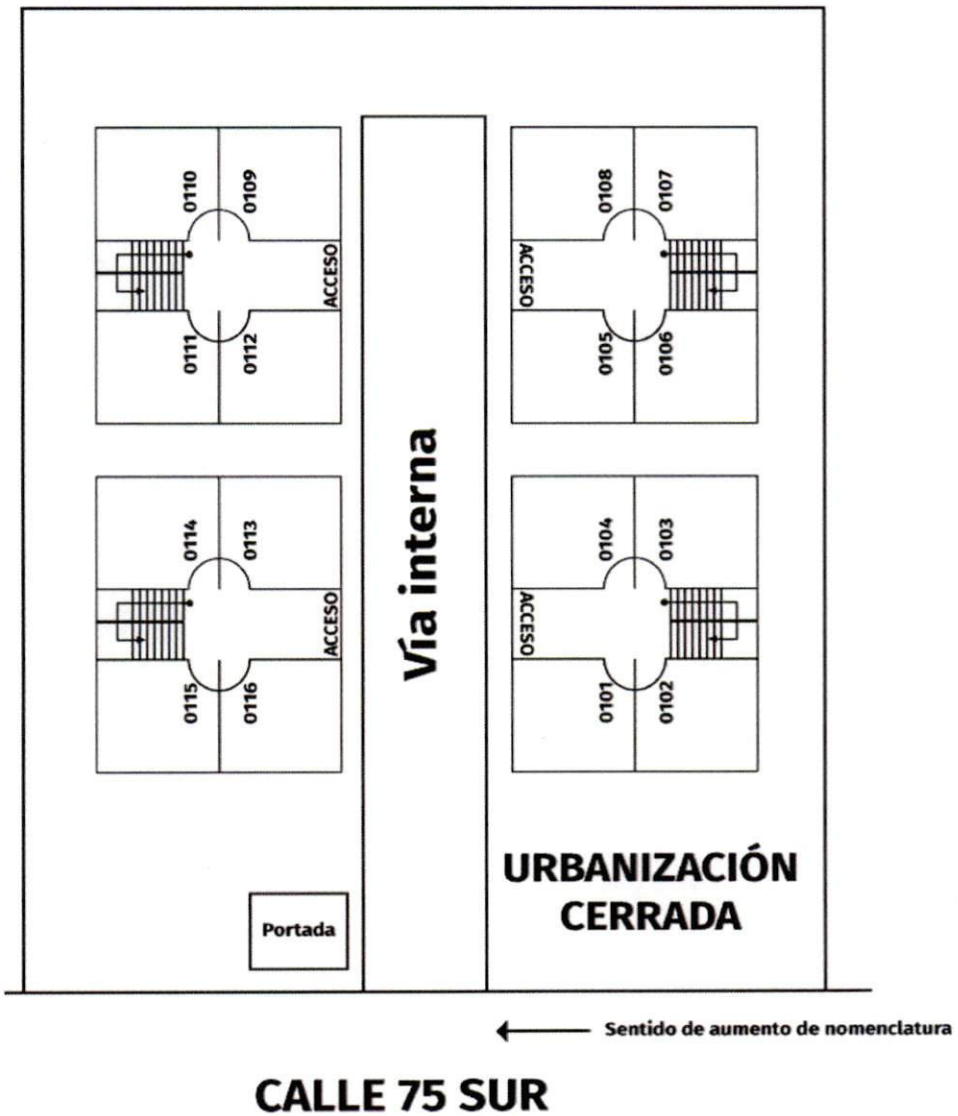 0110
0109
0108
0107
ACCESO
ACCESO
0111
0112
0105
0106
Vía interna
0114
0113
0104
0103
ACCESO
ACCESO
0115
0116
0101
0102
URBANIZACIÓN
CERRADA
Portada
Sentido de aumento de nomenclatura
CALLE 75 SUR